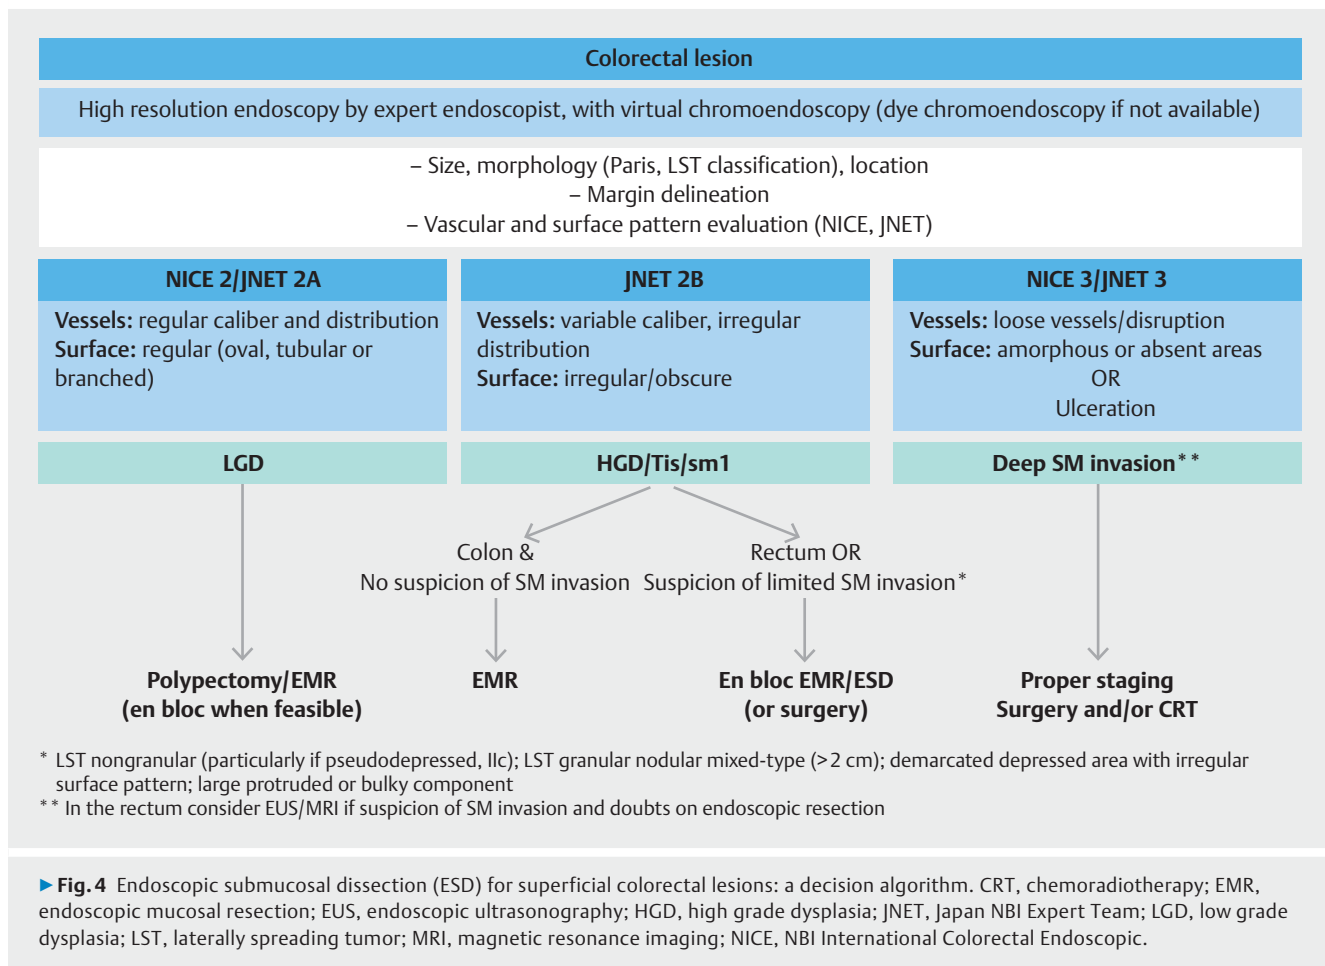 Colorectal lesion
High resolution endoscopy by expert endoscopist, with virtual chromoendoscopy (dye chromoendoscopy if not available)
– Size, morphology (Paris, LST classification), location
– Margin delineation
– Vascular and surface pattern evaluation (NICE, JNET)
NICE 2/JNET 2A
Vessels: regular caliber and distribution
Surface: regular (oval, tubular or
branched)
LGD
JNET 2B
Vessels: variable caliber, irregular
distribution
Surface: irregular/obscure
HGD/Tis/sm1
NICE 3/JNET 3
Vessels: loose vessels/disruption
Surface: amorphous or absent areas
OR
Ulceration
Deep SM invasion**
Colon &
No suspicion of SM invasion
Rectum OR
Suspicion of limited SM invasion*
Polypectomy/EMR
(en bloc when feasible)
EMR
En bloc EMR/ESD
(or surgery)
Proper staging
Surgery and/or CRT
* LST nongranular (particularly if pseudodepressed, IIc); LST granular nodular mixed-type (>2 cm); demarcated depressed area with irregular
surface pattern; large protruded or bulky component
** In the rectum consider EUS/MRI if suspicion of SM invasion and doubts on endoscopic resection
►Fig. 4 Endoscopic submucosal dissection (ESD) for superficial colorectal lesions: a decision algorithm. CRT, chemoradiotherapy; EMR,
endoscopic mucosal resection; EUS, endoscopic ultrasonography; HGD, high grade dysplasia; JNET, Japan NBI Expert Team; LGD, low grade
dysplasia; LST, laterally spreading tumor; MRI, magnetic resonance imaging; NICE, NBI International Colorectal Endoscopic.